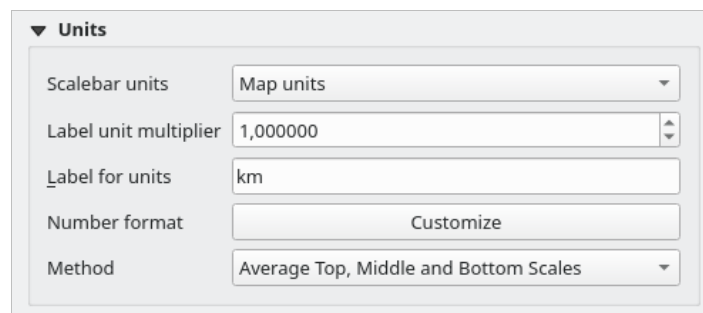 Units
Scalebar units Map units
Label unit multiplier 1,000000
Label for units km
Number format Customize
Method Average Top, Middle and Bottom Scales